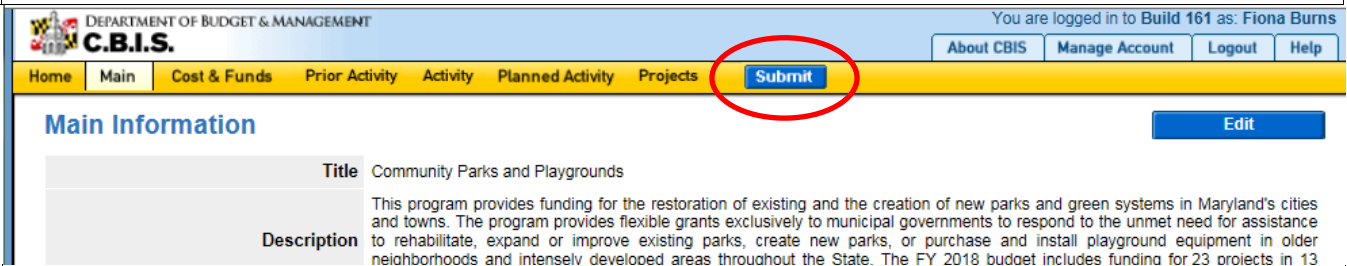 DEPARTMENT OF BUDGET & MANAGEMENT
C.B.I.S.
You are logged in to Build 161 as: Fiona Burns
About CBIS Manage Account Logout Help
Home Main Cost & Funds Prior Activity Activity Planned Activity Projects Submit
Main Information
Edit
Title Community Parks and Playgrounds
This program provides funding for the restoration of existing and the creation of new parks and green systems in Maryland's cities
and towns. The program provides flexible grants exclusively to municipal governments to respond to the unmet need for assistance
Description to rehabilitate, expand or improve existing parks, create new parks, or purchase and install playground equipment in older
neighborhoods and intensely developed areas throughout the State. The FY 2018 budget includes funding for 23 projects in 13